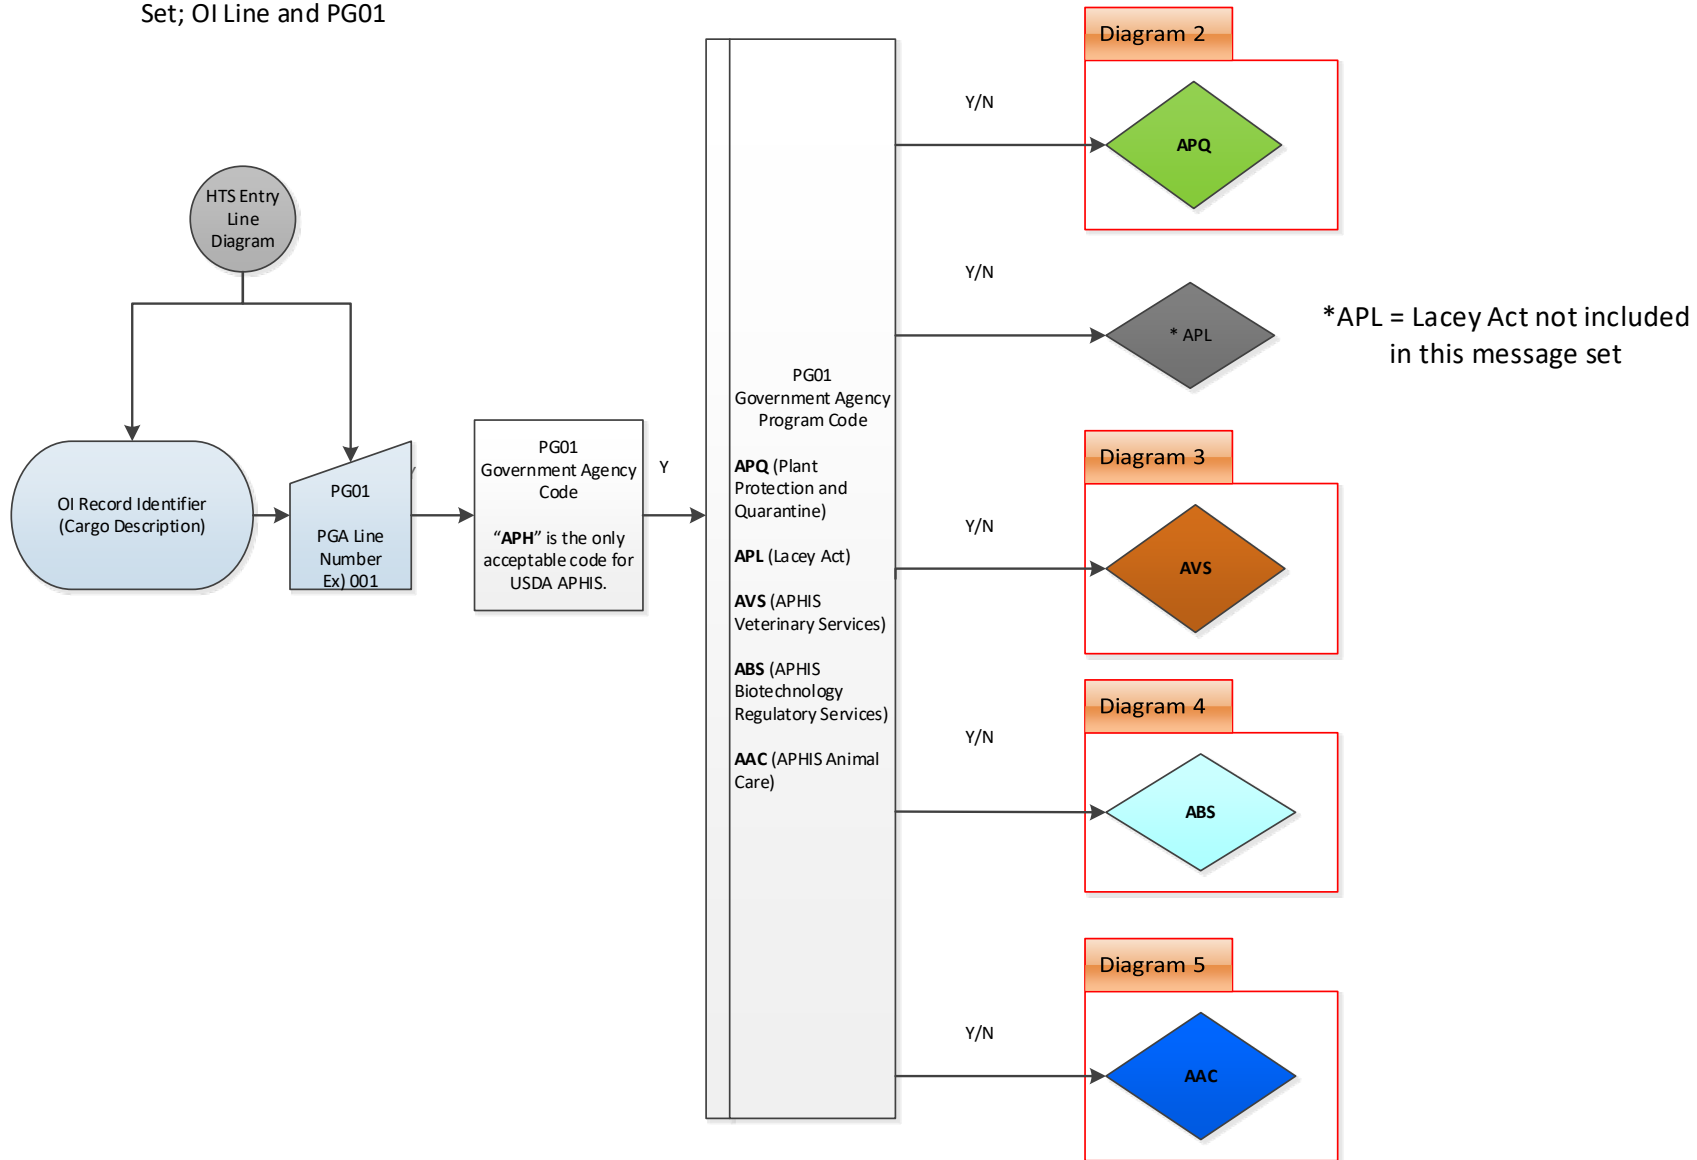 Set; OI Line and PG01
HTS Entry
Line
Diagram
OI Record Identifier
(Cargo Description)
PG01
PGA Line
Number
Ex) 001
PG01
Government Agency
Code
“APH” is the only
acceptable code for
USDA APHIS.
Y
PG01
Government Agency
Program Code
APQ (Plant
Protection and
Quarantine)
APL (Lacey Act)
AVS (APHIS
Veterinary Services)
ABS (APHIS
Biotechnology
Regulatory Services)
AAC (APHIS Animal
Care)
Y/N
Diagram 2
APQ
Y/N
* APL
*APL = Lacey Act not included
in this message set
Y/N
Diagram 3
AVS
Y/N
Diagram 4
ABS
Y/N
Diagram 5
AAC